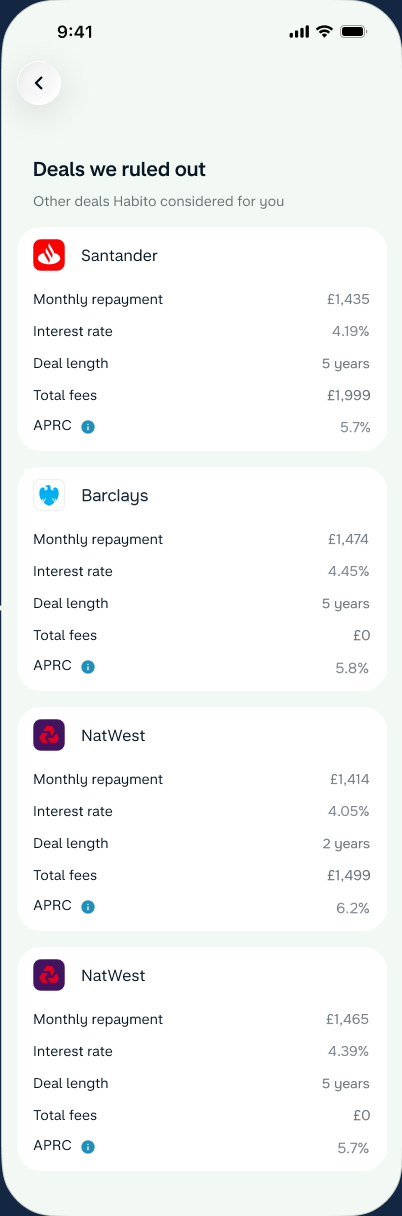 9:41
Deals we ruled out
Other deals Habito considered for you
Santander
Monthly repayment £1,435
Interest rate 4.19%
Deal length 5 years
Total fees £1,999
APRC i 5.7%
Barclays
Monthly repayment £1,474
Interest rate 4.45%
Deal length 5 years
Total fees £0
APRC i 5.8%
NatWest
Monthly repayment £1,414
Interest rate 4.05%
Deal length 2 years
Total fees £1,499
APRC i 6.2%
NatWest
Monthly repayment £1,465
Interest rate 4.39%
Deal length 5 years
Total fees £0
APRC i 5.7%